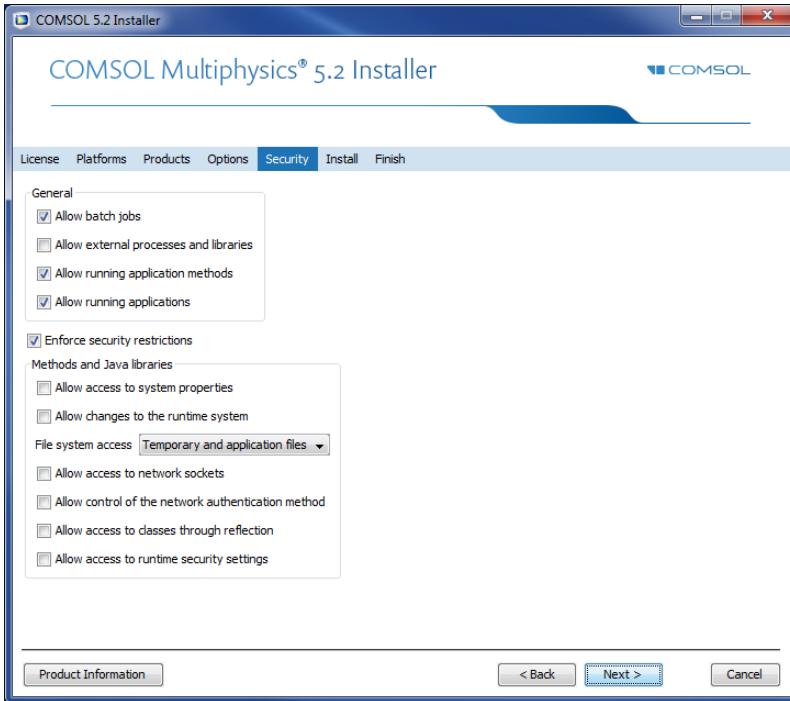 COMSOL 5.2 Installer
COMSOL Multiphysics® 5.2 Installer
COMSOL
License Platforms Products Options Security Install Finish
General
Allow batch jobs
Allow external processes and libraries
Allow running application methods
Allow running applications
Enforce security restrictions
Methods and Java libraries
Allow access to system properties
Allow changes to the runtime system
File system access Temporary and application files
Allow access to network sockets
Allow control of the network authentication method
Allow access to classes through reflection
Allow access to runtime security settings
Product Information < Back Next > Cancel